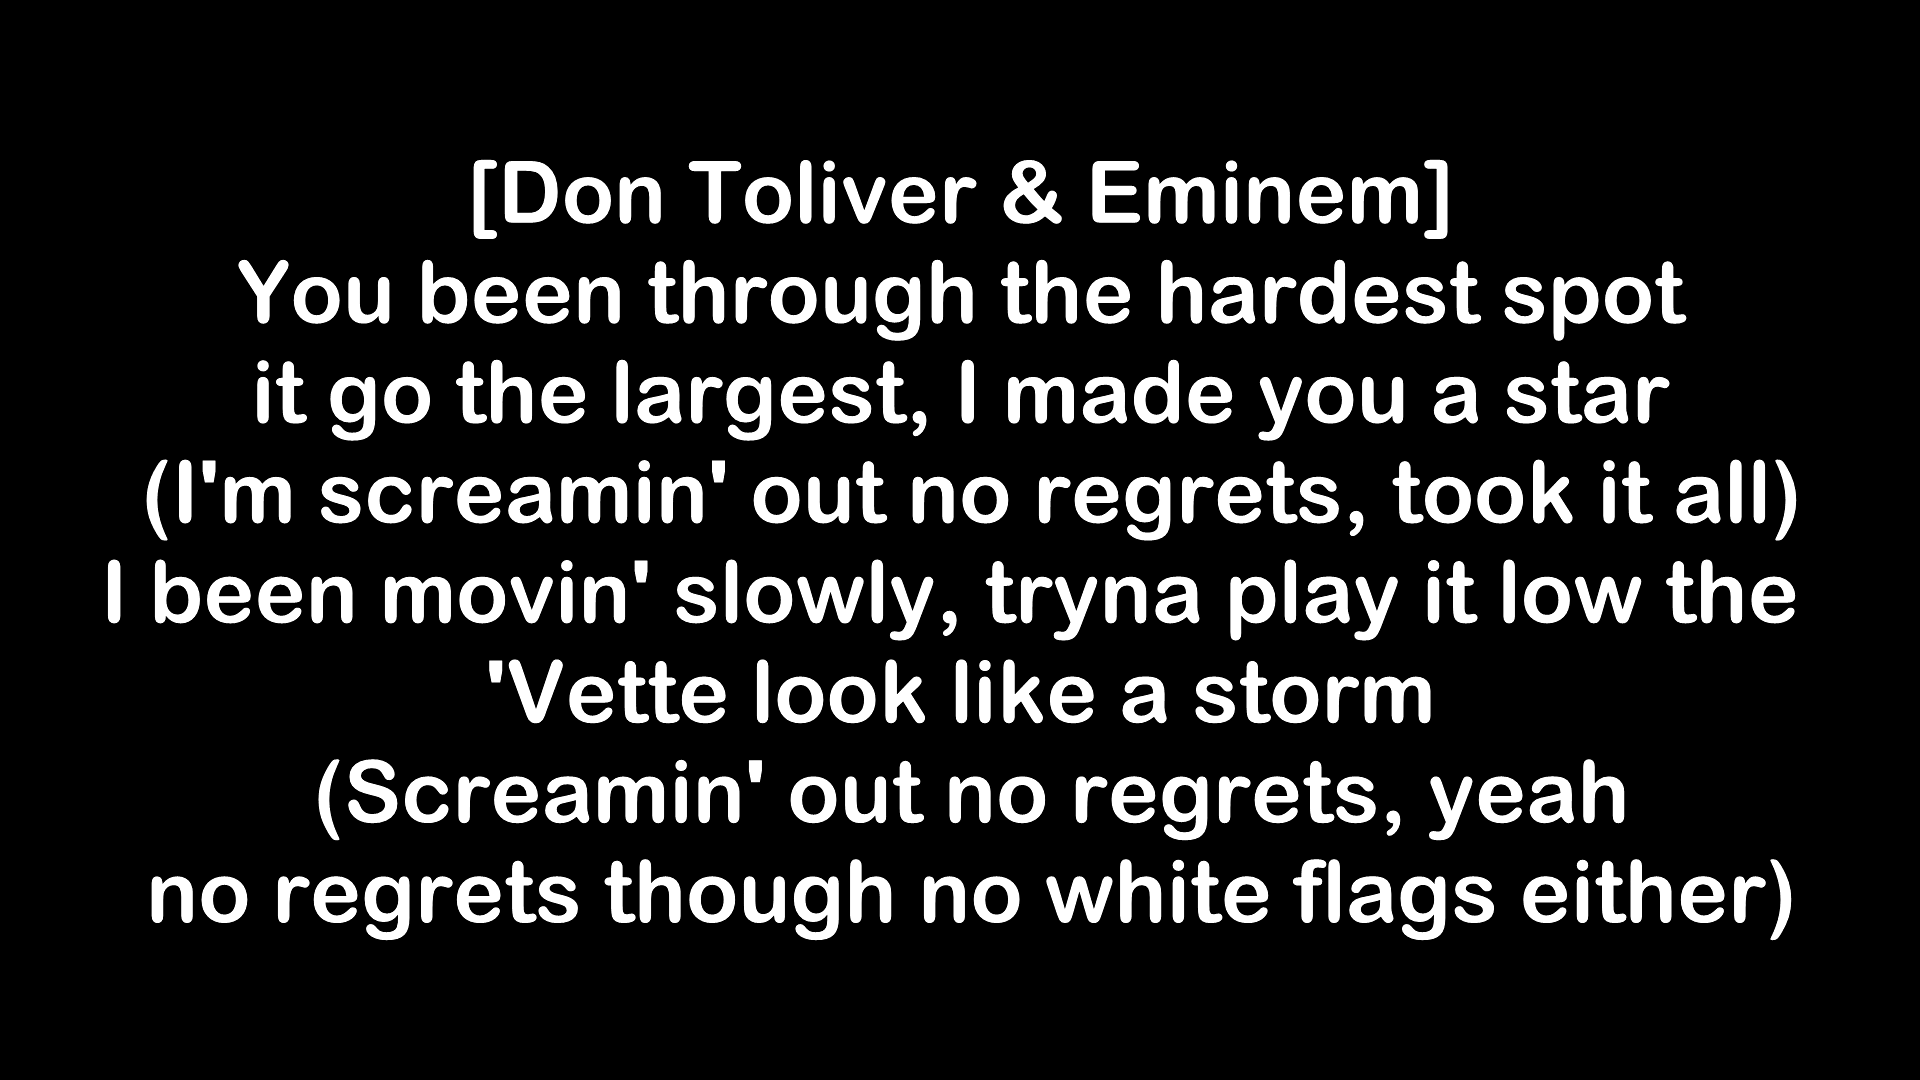 [Don Toliver & Eminem]
You been through the hardest spot
it go the largest, I made you a star
(I'm screamin' out no regrets, took it all)
I been movin' slowly, tryna play it low the
'Vette look like a storm
(Screamin' out no regrets, yeah
no regrets though no white flags either)